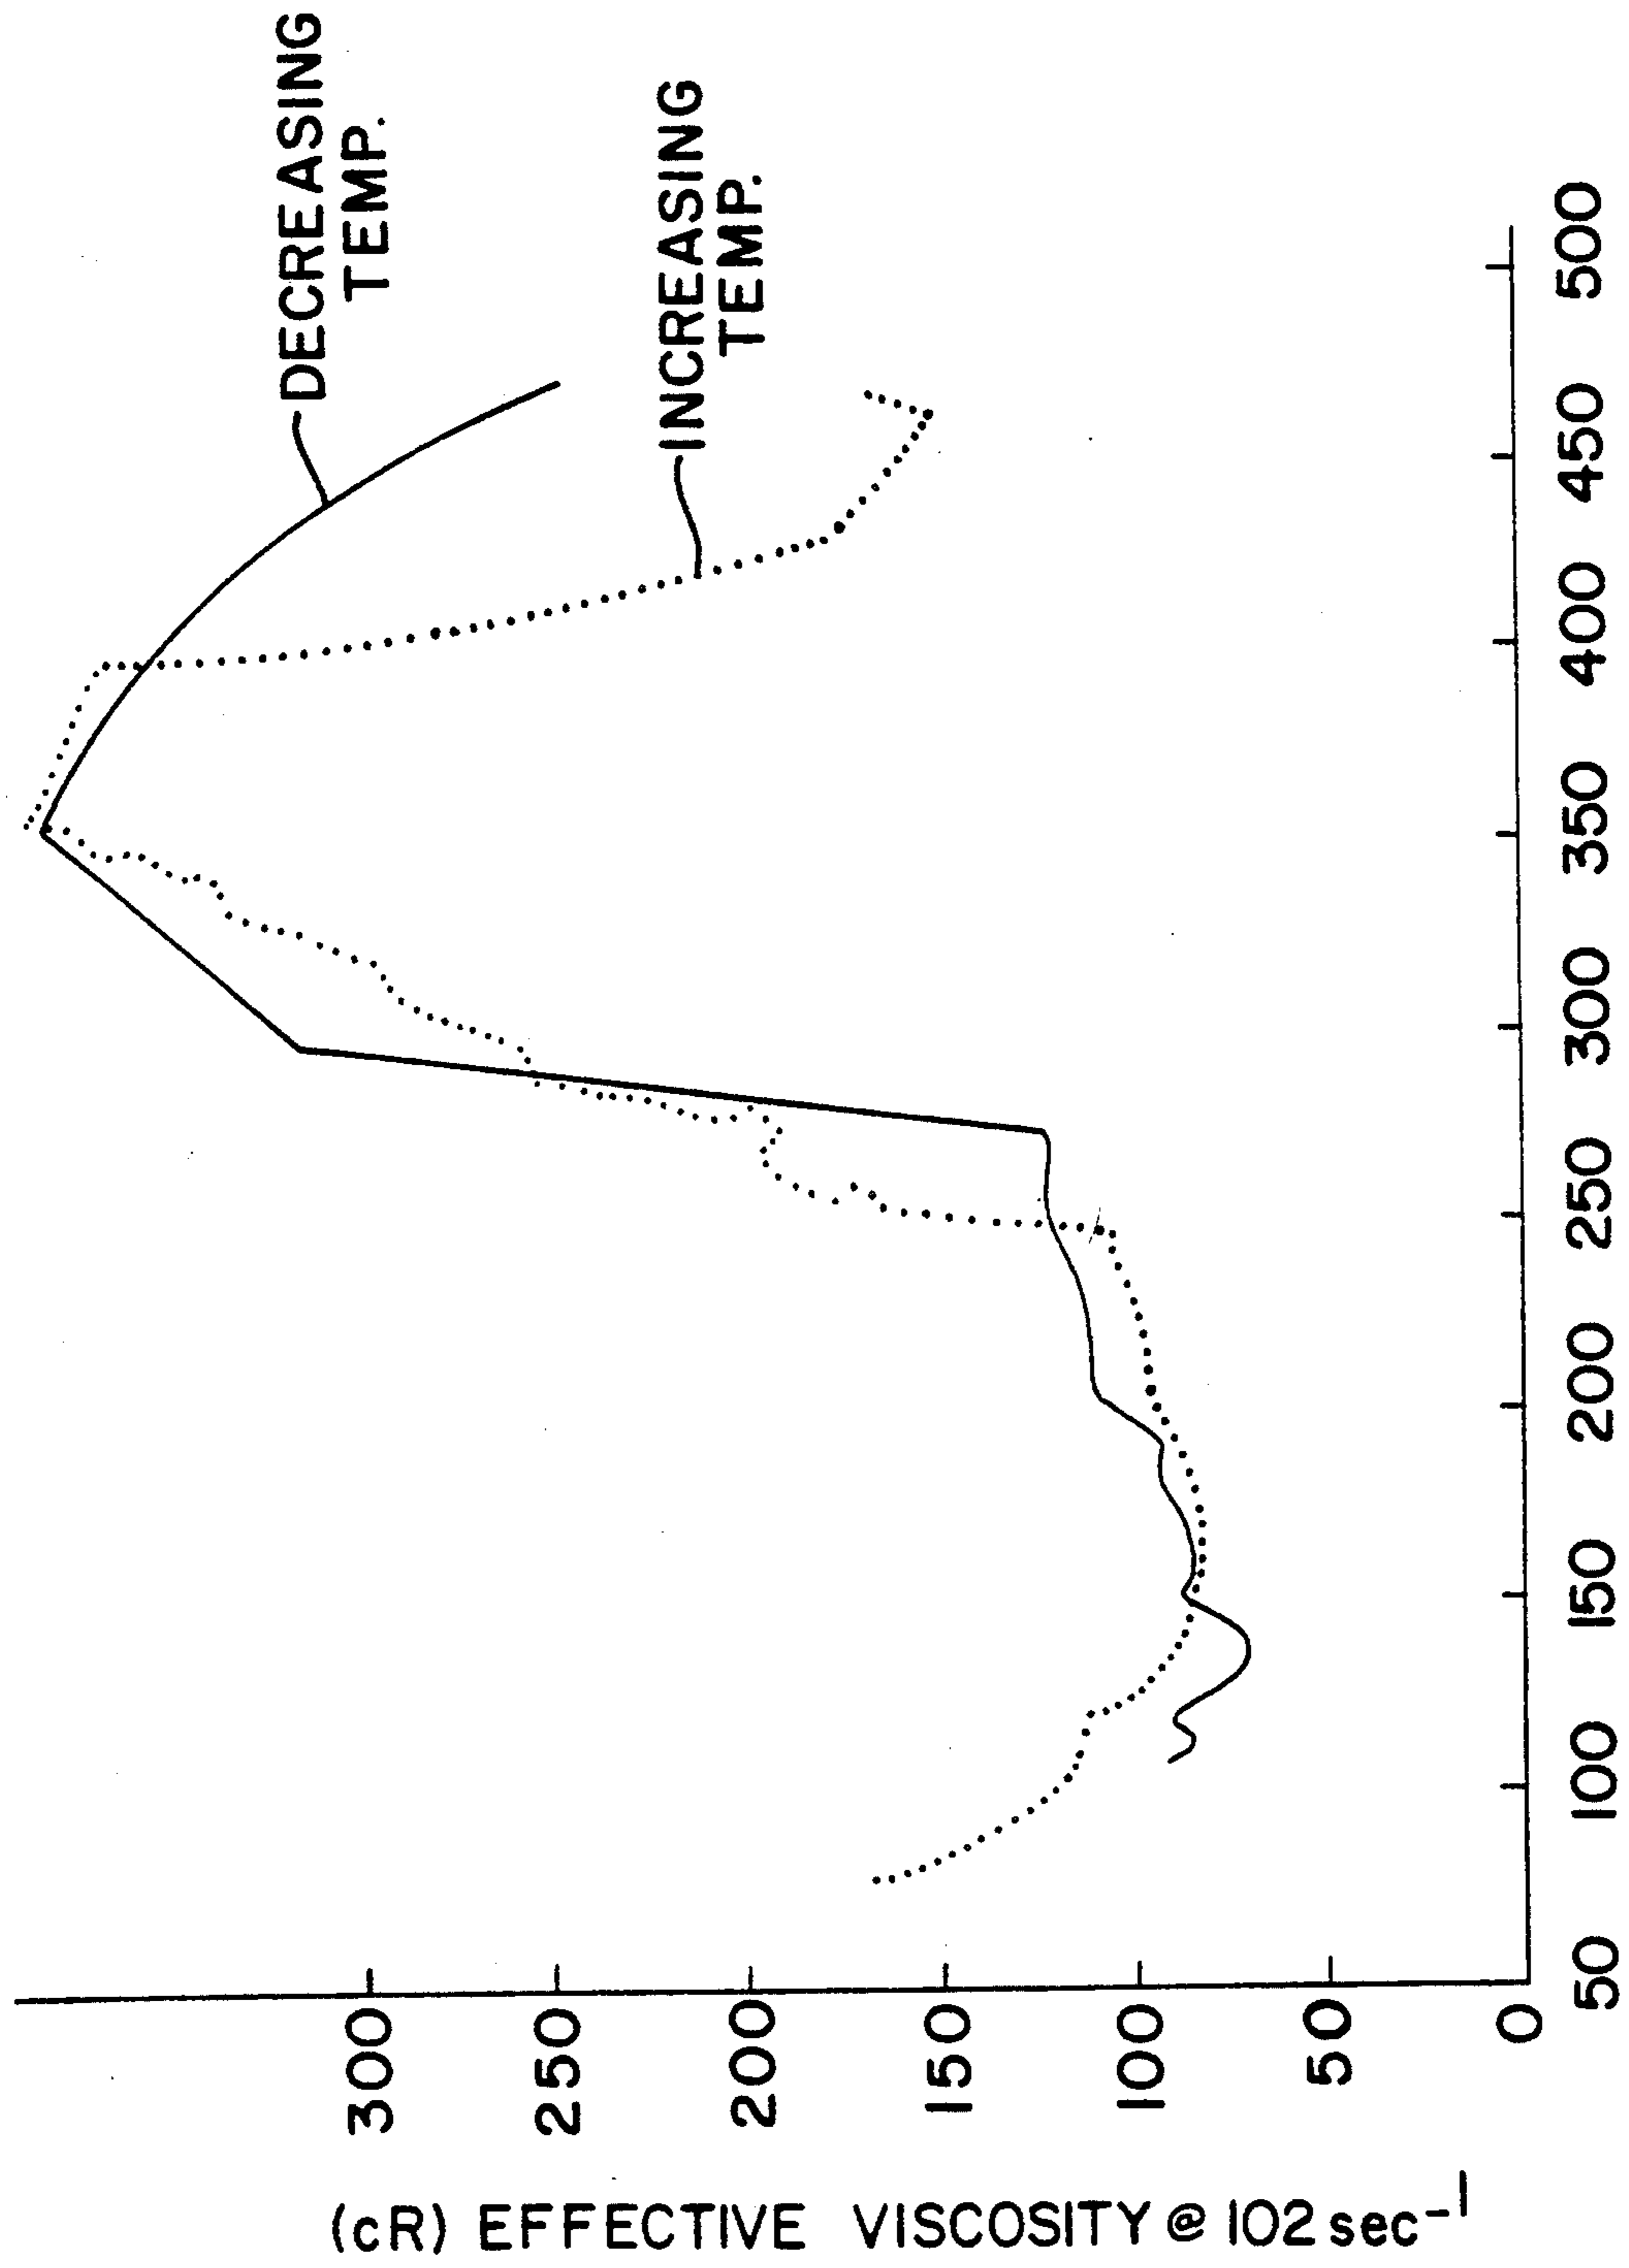 DECREASING
TEMP.
INCREASING
TEMP.
300
250
200
150
100
50
0
50 100 150 200 250 300 350 400 450 500
(cR) EFFECTIVE VISCOSITY @ 102 sec⁻¹